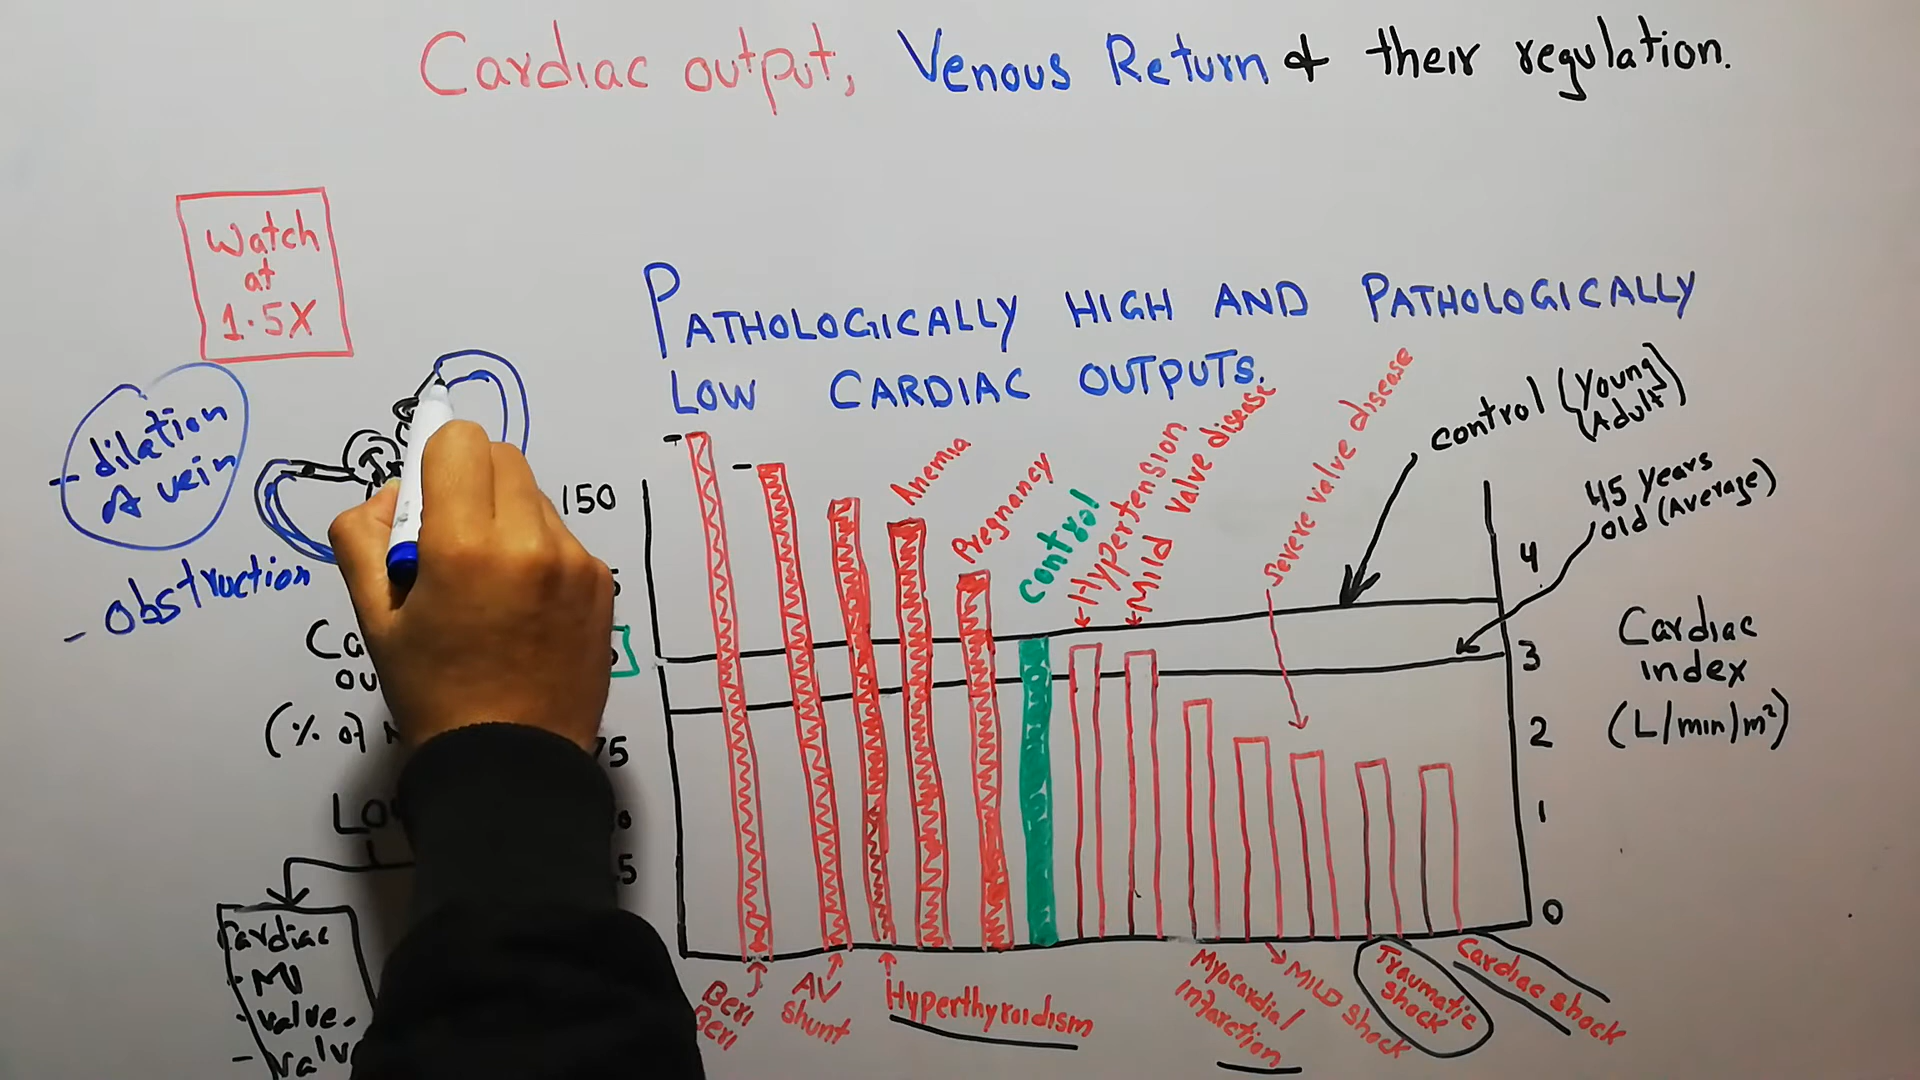 Cardiac output, Venous Return & their regulation.
Watch
at
1.5X
PATHOLOGICALLY HIGH AND PATHOLOGICALLY
LOW CARDIAC OUTPUTS.
- dilation
of vein
- obstruction
150
75
Anemia
Pregnancy
Control
Hypertension
Mild valve disease
Severe valve disease
control (Young
Adult)
45 years
old (Average)
4
3
2
1
0
Cardiac
index
(L/min/m²)
(% of
Cardiac
- MI
- valve.
- valv
Beri
Beri
AV
shunt
Hyperthyroidism
Myocardial
infarction
MILD shock
Traumatic
shock
Cardiac shock